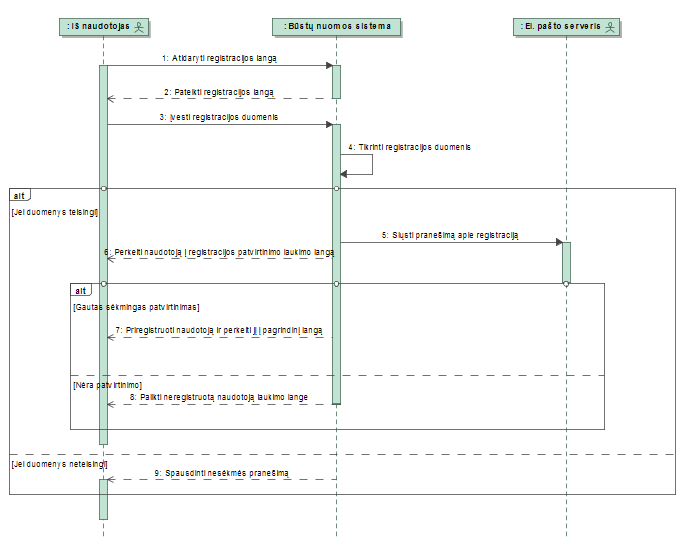 : IS naudotojas
: Būstų nuomos sistema
: El. pašto serveris
1: Atidaryti registracijos langą
2: Pateikti registracijos langą
3: Įvesti registracijos duomenis
4: Tikrinti registracijos duomenis
alt
[Jei duomenys teisingi]
5: Siųsti pranešimą apie registraciją
6: Perkelti naudotoją į registracijos patvirtinimo laukimo langą
alt
[Gautas sėkmingas patvirtinimas]
7: Priregistruoti naudotoją ir perkelti jį į pagrindinį langą
[Nėra patvirtinimo]
8: Palikti neregistruotą naudotoją laukimo lange
[Jei duomenys neteisingi]
9: Spausdinti nesėkmės pranešimą